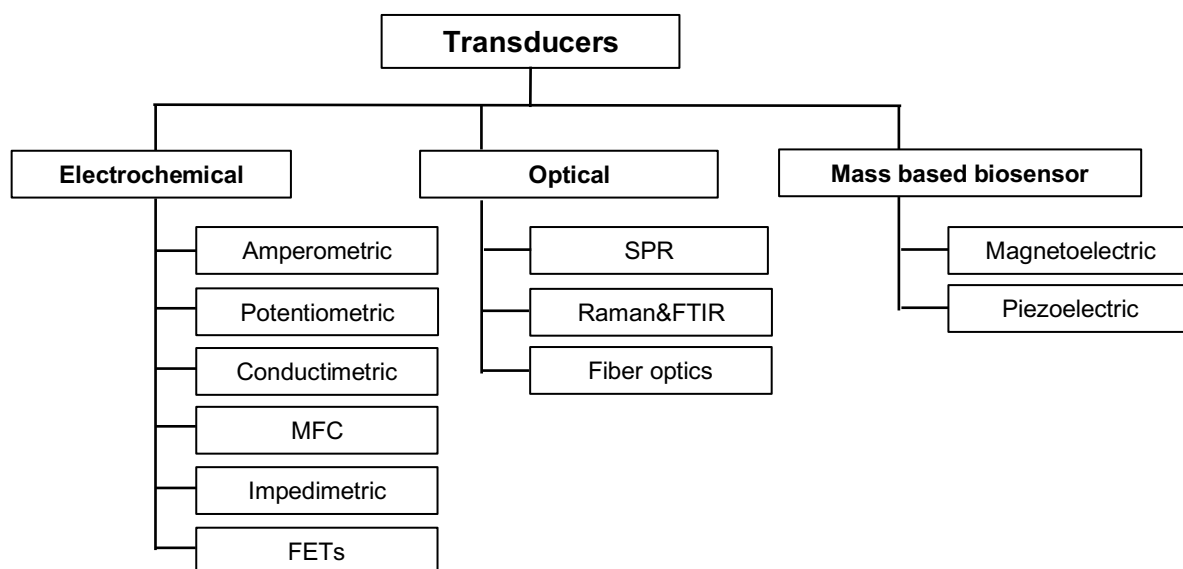 Transducers
Electrochemical
Amperometric
Potentiometric
Conductimetric
MFC
Impedimetric
FETs
Optical
SPR
Raman&FTIR
Fiber optics
Mass based biosensor
Magnetoelectric
Piezoelectric